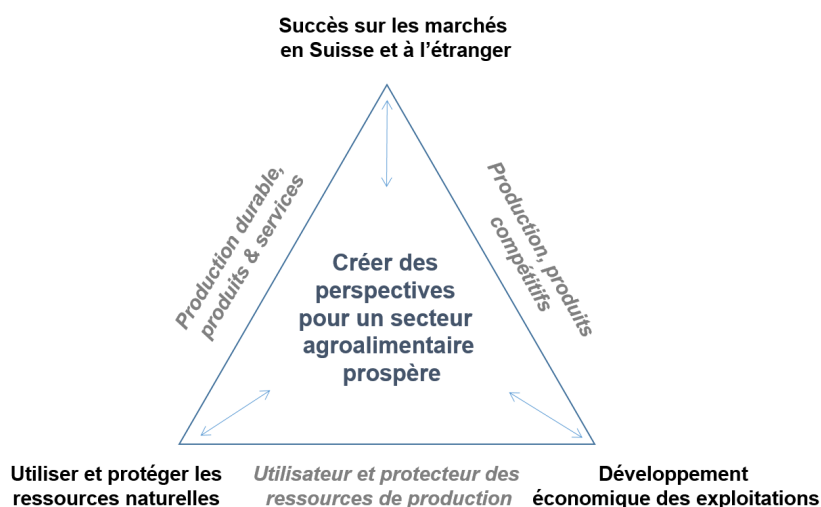 Succès sur les marchés
en Suisse et à l’étranger
Production durable,
produits & services
Production, produits
compétitifs
Créer des
perspectives
pour un secteur
agroalimentaire
prospère
Utiliser et protéger les
ressources naturelles
Utilisateur et protecteur des
ressources de production
Développement
économique des exploitations